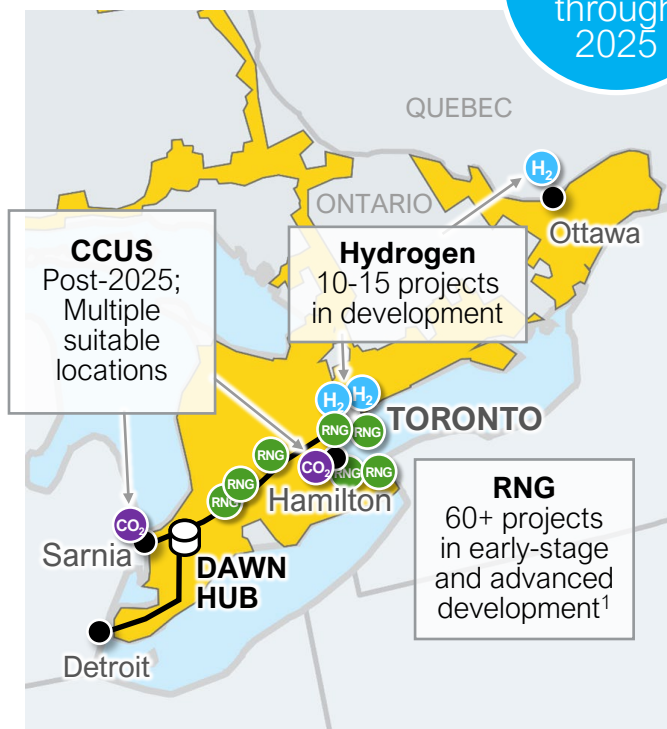 through
2025
QUEBEC
H₂
ONTARIO
Ottawa
CCUS
Post-2025;
Multiple
suitable
locations
Hydrogen
10-15 projects
in development
H₂
H₂
TORONTO
RNG
RNG
RNG
CO₂
RNG
RNG
RNG
RNG
Hamilton
RNG
60+ projects
in early-stage
and advanced
development¹
CO₂
Sarnia
DAWN
HUB
Detroit